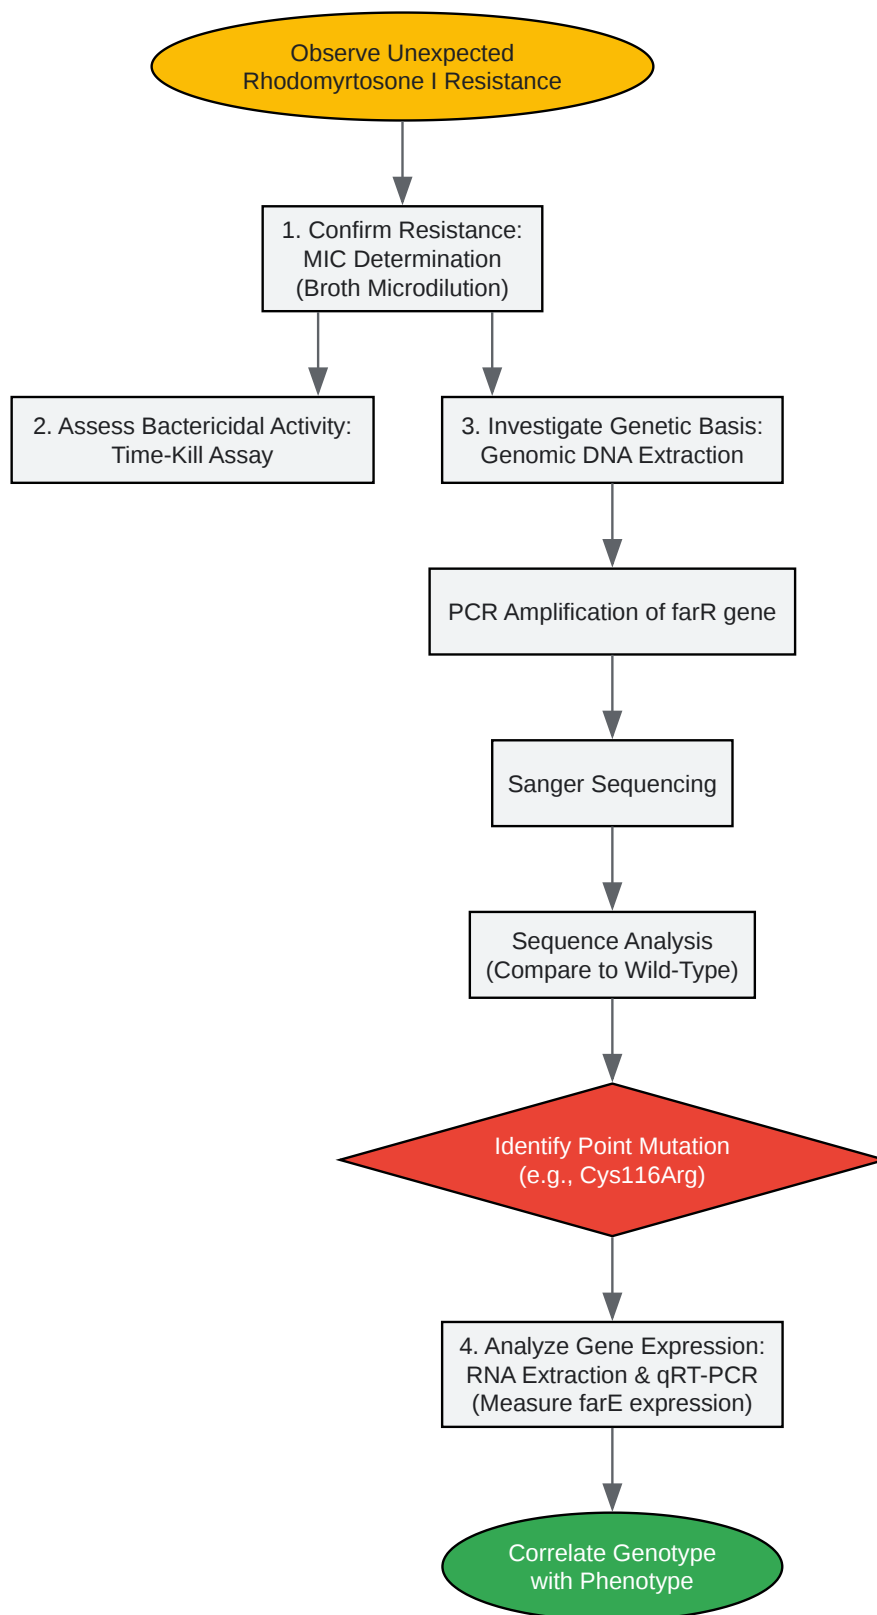 Observe Unexpected
Rhodomyrtosone I Resistance
1. Confirm Resistance:
MIC Determination
(Broth Microdilution)
2. Assess Bactericidal Activity:
Time-Kill Assay
3. Investigate Genetic Basis:
Genomic DNA Extraction
PCR Amplification of farR gene
Sanger Sequencing
Sequence Analysis
(Compare to Wild-Type)
Identify Point Mutation
(e.g., Cys116Arg)
4. Analyze Gene Expression:
RNA Extraction & qRT-PCR
(Measure farE expression)
Correlate Genotype
with Phenotype